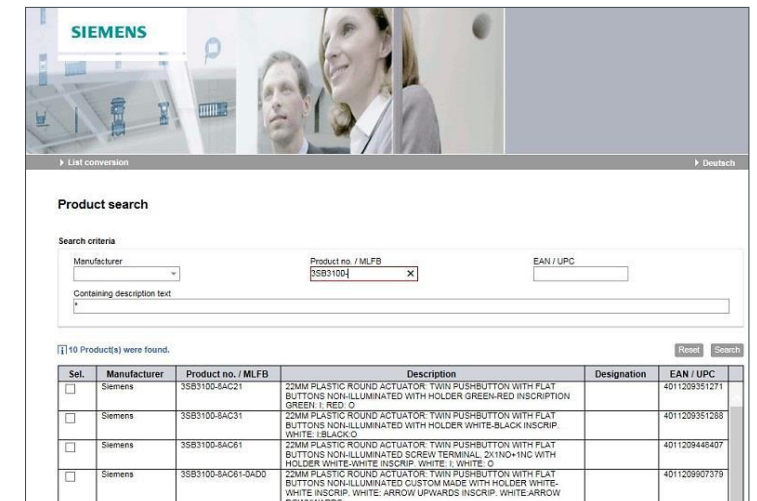 SIEMENS
List conversion
Deutsch
Product search
Search criteria
Manufacturer
Product no. / MLFB
EAN / UPC
3SB3100-
Containing description text
*
10 Product(s) were found.
Reset
Search
Sel. Manufacturer Product no. / MLFB Description Designation EAN / UPC
Siemens 3SB3100-8AC21 22MM PLASTIC ROUND ACTUATOR: TWIN PUSHBUTTON WITH FLAT 4011209351271
BUTTONS NON-ILLUMINATED WITH HOLDER GREEN-RED INSCRIPTION
GREEN: I; RED: O
Siemens 3SB3100-8AC31 22MM PLASTIC ROUND ACTUATOR: TWIN PUSHBUTTON WITH FLAT 4011209351288
BUTTONS NON-ILLUMINATED WITH HOLDER WHITE-BLACK INSCRIP.
WHITE: I;BLACK:O
Siemens 3SB3100-8AC61 22MM PLASTIC ROUND ACTUATOR: TWIN PUSHBUTTON WITH FLAT 4011209448407
BUTTONS NON-ILLUMINATED SCREW TERMINAL, 2X1NO+1NC WITH
HOLDER WHITE-WHITE INSCRIP. WHITE: I; WHITE: O
Siemens 3SB3100-8AC61-0AD0 22MM PLASTIC ROUND ACTUATOR: TWIN PUSHBUTTON WITH FLAT 4011209907379
BUTTONS NON-ILLUMINATED CUSTOM MADE WITH HOLDER WHITE-
WHITE INSCRIP. WHITE: ARROW UPWARDS INSCRIP. WHITE:ARROW